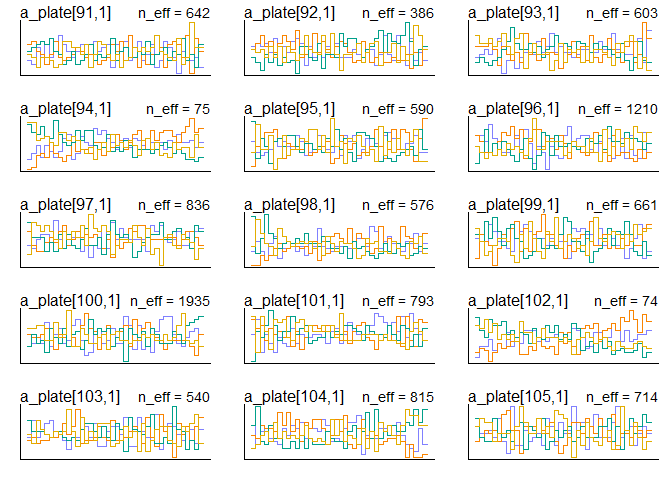 a_plate[91,1] n_eff = 642 a_plate[92,1] n_eff = 386 a_plate[93,1] n_eff = 603
a_plate[94,1] n_eff = 75 a_plate[95,1] n_eff = 590 a_plate[96,1] n_eff = 1210
a_plate[97,1] n_eff = 836 a_plate[98,1] n_eff = 576 a_plate[99,1] n_eff = 661
a_plate[100,1] n_eff = 1935 a_plate[101,1] n_eff = 793 a_plate[102,1] n_eff = 74
a_plate[103,1] n_eff = 540 a_plate[104,1] n_eff = 815 a_plate[105,1] n_eff = 714